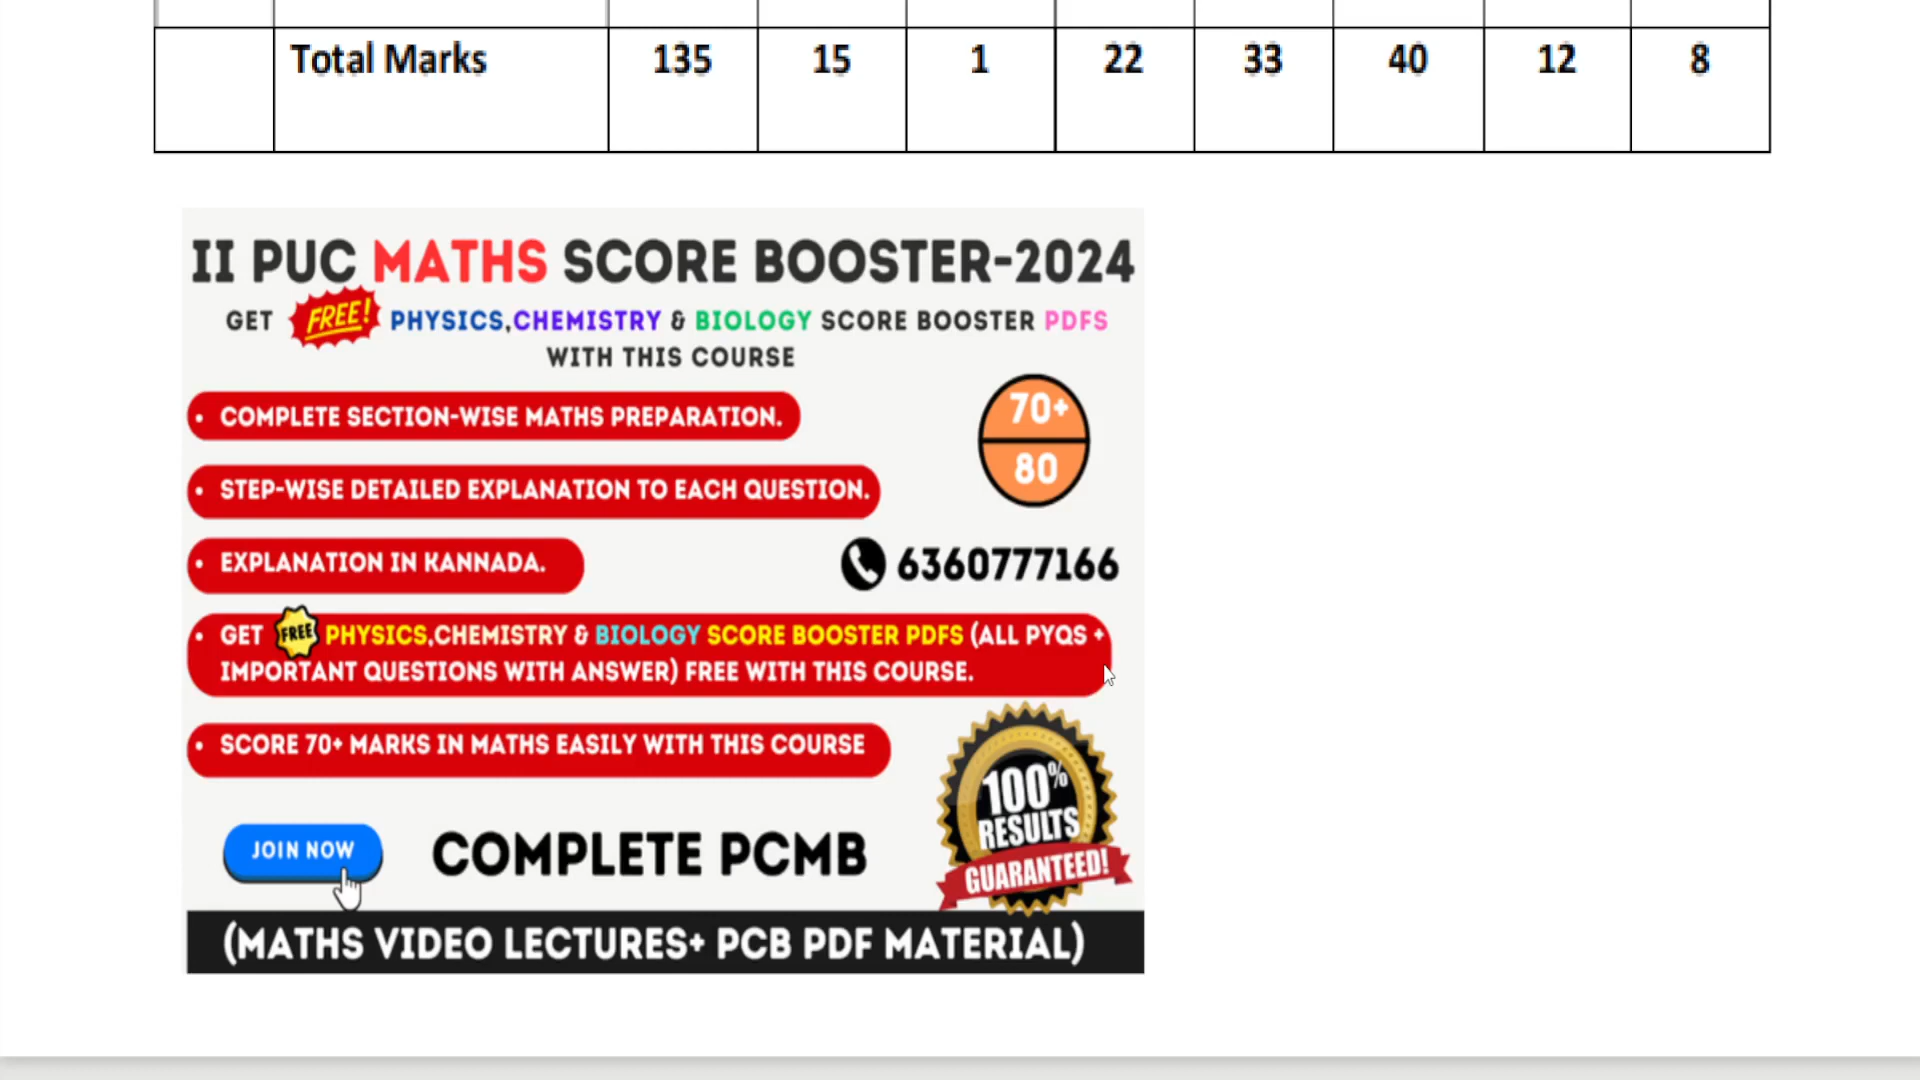 Total Marks 135 15 1 22 33 40 12 8
II PUC MATHS SCORE BOOSTER-2024
GET FREE! PHYSICS,CHEMISTRY & BIOLOGY SCORE BOOSTER PDFS
WITH THIS COURSE
• COMPLETE SECTION-WISE MATHS PREPARATION.
70+
80
• STEP-WISE DETAILED EXPLANATION TO EACH QUESTION.
• EXPLANATION IN KANNADA.
6360777166
• GET FREE PHYSICS,CHEMISTRY & BIOLOGY SCORE BOOSTER PDFS (ALL PYQS +
IMPORTANT QUESTIONS WITH ANSWER) FREE WITH THIS COURSE.
• SCORE 70+ MARKS IN MATHS EASILY WITH THIS COURSE
100%
RESULTS
GUARANTEED!
JOIN NOW
COMPLETE PCMB
(MATHS VIDEO LECTURES+ PCB PDF MATERIAL)